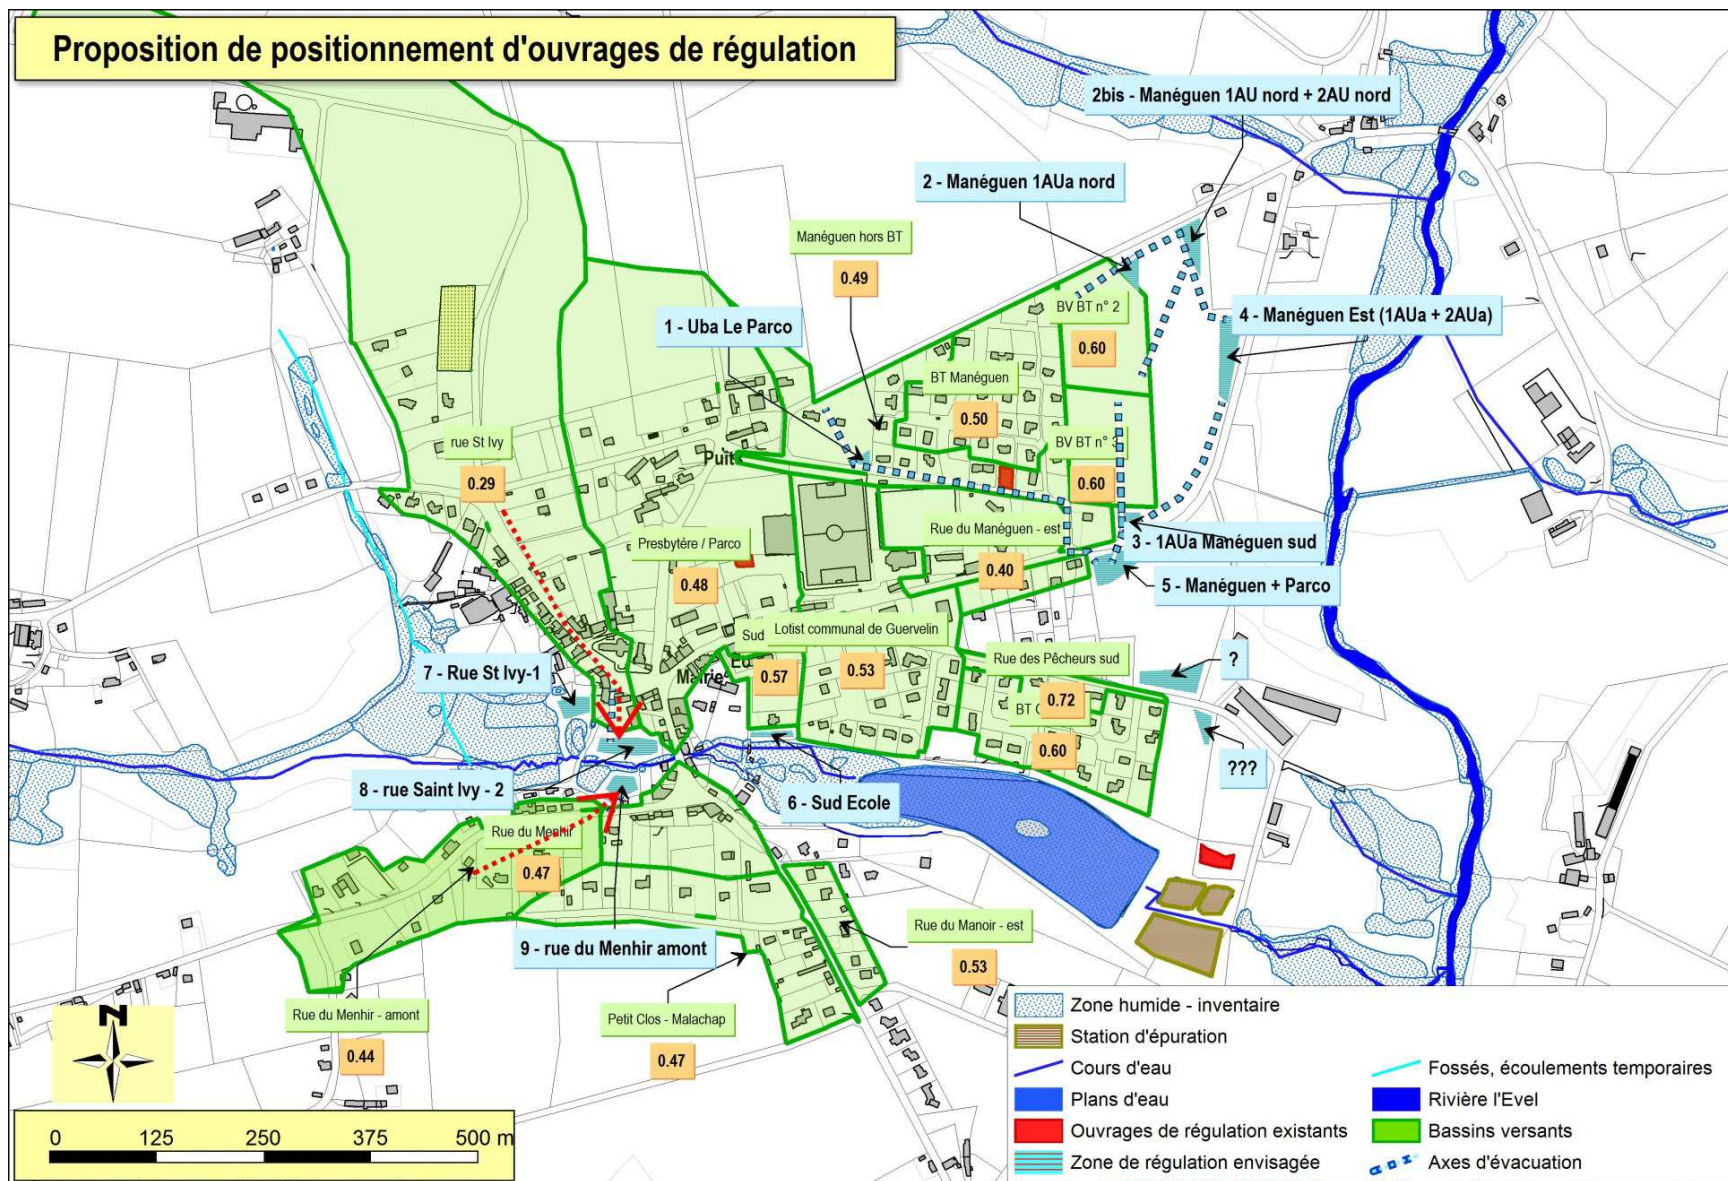 Proposition de positionnement d'ouvrages de régulation
2bis - Manéguen 1AU nord + 2AU nord
2 - Manéguen 1AUa nord
Manéguen hors BT
0.49
1 - Uba Le Parco
BV BT n° 2
0.60
4 - Manéguen Est (1AUa + 2AUa)
BT Manéguen
0.50
rue St Ivy
0.29
BV BT n° 3
0.60
Rue du Manéguen - est
0.40
Presbytère / Parco
0.48
3 - 1AUa Manéguen sud
5 - Manéguen + Parco
Sud
Lotist communal de Guervelin
0.57
0.53
Mairie
Rue des Pêcheurs sud
0.72
BT
0.60
?
???
7 - Rue St Ivy-1
8 - rue Saint Ivy - 2
6 - Sud Ecole
Rue du Menhir
0.47
9 - rue du Menhir amont
Rue du Manoir - est
0.53
Rue du Menhir - amont
0.44
Petit Clos - Malachap
0.47
N
0 125 250 375 500 m
Zone humide - inventaire
Station d'épuration
Cours d'eau
Plans d'eau
Ouvrages de régulation existants
Zone de régulation envisagée
Fossés, écoulements temporaires
Rivière l'Evel
Bassins versants
Axes d'évacuation